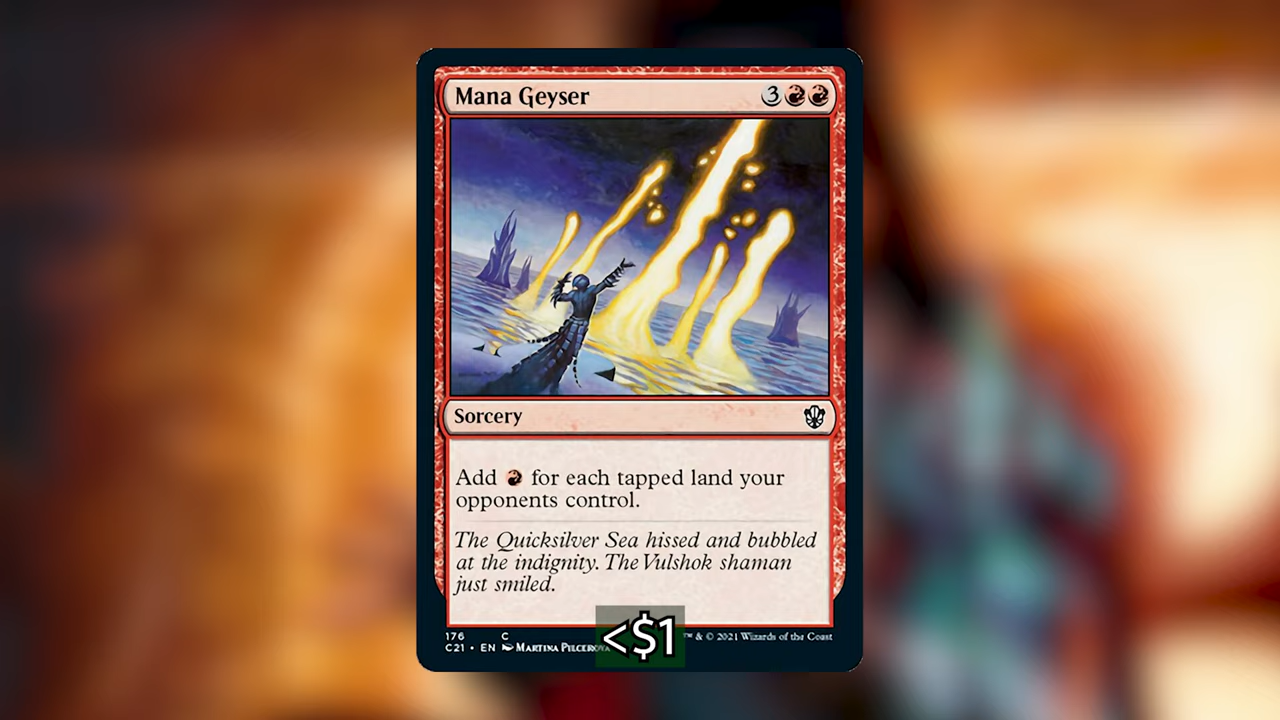 Mana Geyser 3
Sorcery
Add for each tapped land your
opponents control.
The Quicksilver Sea hissed and bubbled
at the indignity. The Vulshok shaman
just smiled.
176 C
C21 • EN MARTINA PILCEROVA
<$1
™ & © 2021 Wizards of the Coast